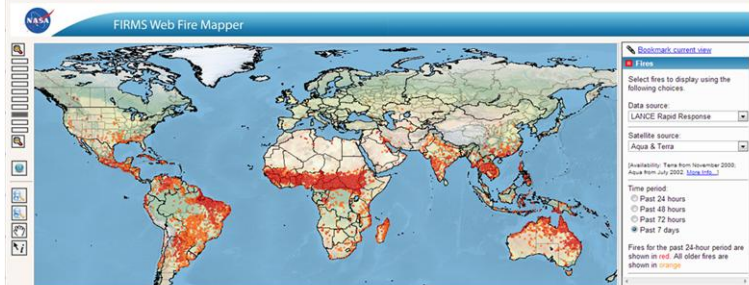 NASA
FIRMS Web Fire Mapper
Bookmark current view
Fires
Select fires to display using the
following choices.
Data source:
LANCE Rapid Response
Satellite source:
Aqua & Terra
[Availability: Terra from November 2000;
Aqua from July 2002. More Info...]
Time period:
Past 24 hours
Past 48 hours
Past 72 hours
Past 7 days
Fires for the past 24-hour period are
shown in red. All older fires are
shown in orange